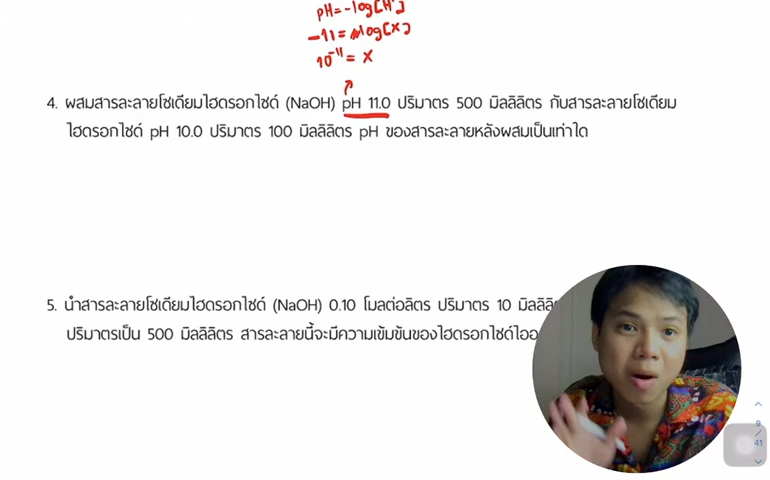 pH = -log[H⁺]
-11 = log[X]
10⁻¹¹ = X
4. ผสมสารละลายโซเดียมไฮดรอกไซด์ (NaOH) pH 11.0 ปริมาตร 500 มิลลิลิตร กับสารละลายโซเดียม
ไฮดรอกไซด์ pH 10.0 ปริมาตร 100 มิลลิลิตร pH ของสารละลายหลังผสมเป็นเท่าใด
5. นำสารละลายโซเดียมไฮดรอกไซด์ (NaOH) 0.10 โมลต่อลิตร ปริมาตร 10
ปริมาตรเป็น 500 มิลลิลิตร สารละลายนี้จะมีความเข้มข้นของไฮดรอกไซด์
9
/
41